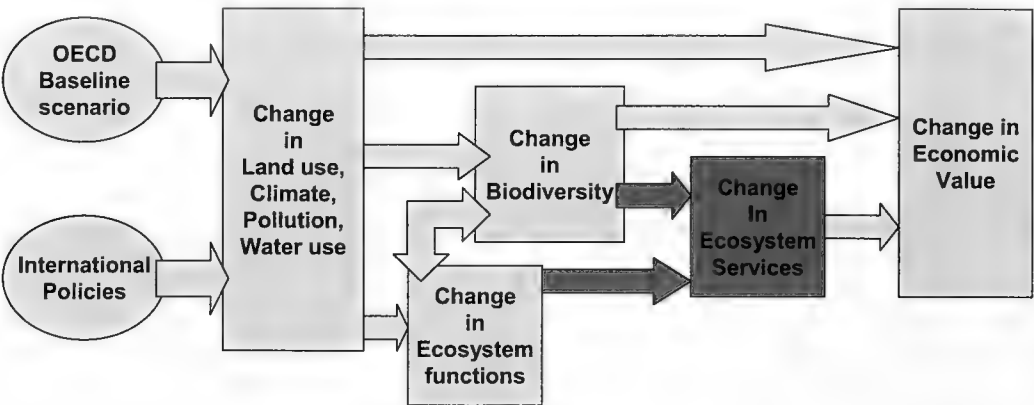 OECD
Baseline
scenario
International
Policies
Change
in
Land use,
Climate,
Pollution,
Water use
Change
in
Biodiversity
Change
in
Ecosystem
functions
Change
In
Ecosystem
Services
Change in
Economic
Value